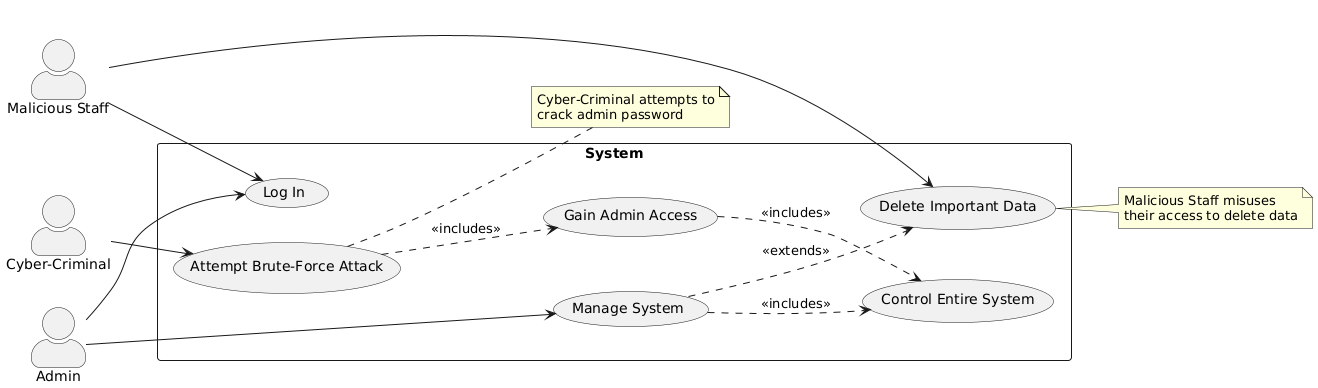 Malicious Staff
Cyber-Criminal attempts to
crack admin password
System
Log In
Cyber-Criminal
Attempt Brute-Force Attack
«includes»
Gain Admin Access
«includes»
Delete Important Data
Malicious Staff misuses
their access to delete data
«extends»
Manage System
«includes»
Control Entire System
Admin